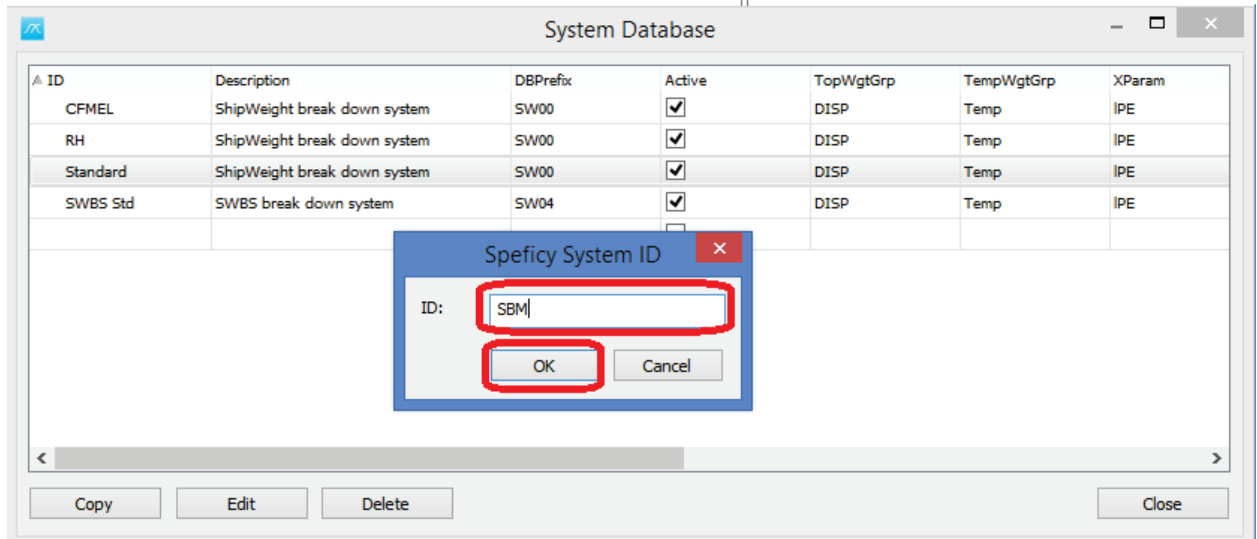 System Database
ID Description DBPrefix Active TopWgtGrp TempWgtGrp XParam
CFMEL ShipWeight break down system SW00 DISP Temp IPE
RH ShipWeight break down system SW00 DISP Temp IPE
Standard ShipWeight break down system SW00 DISP Temp IPE
SWBS Std SWBS break down system SW04 DISP Temp IPE
Speficy System ID
ID: SBM
OK Cancel
Copy Edit Delete Close